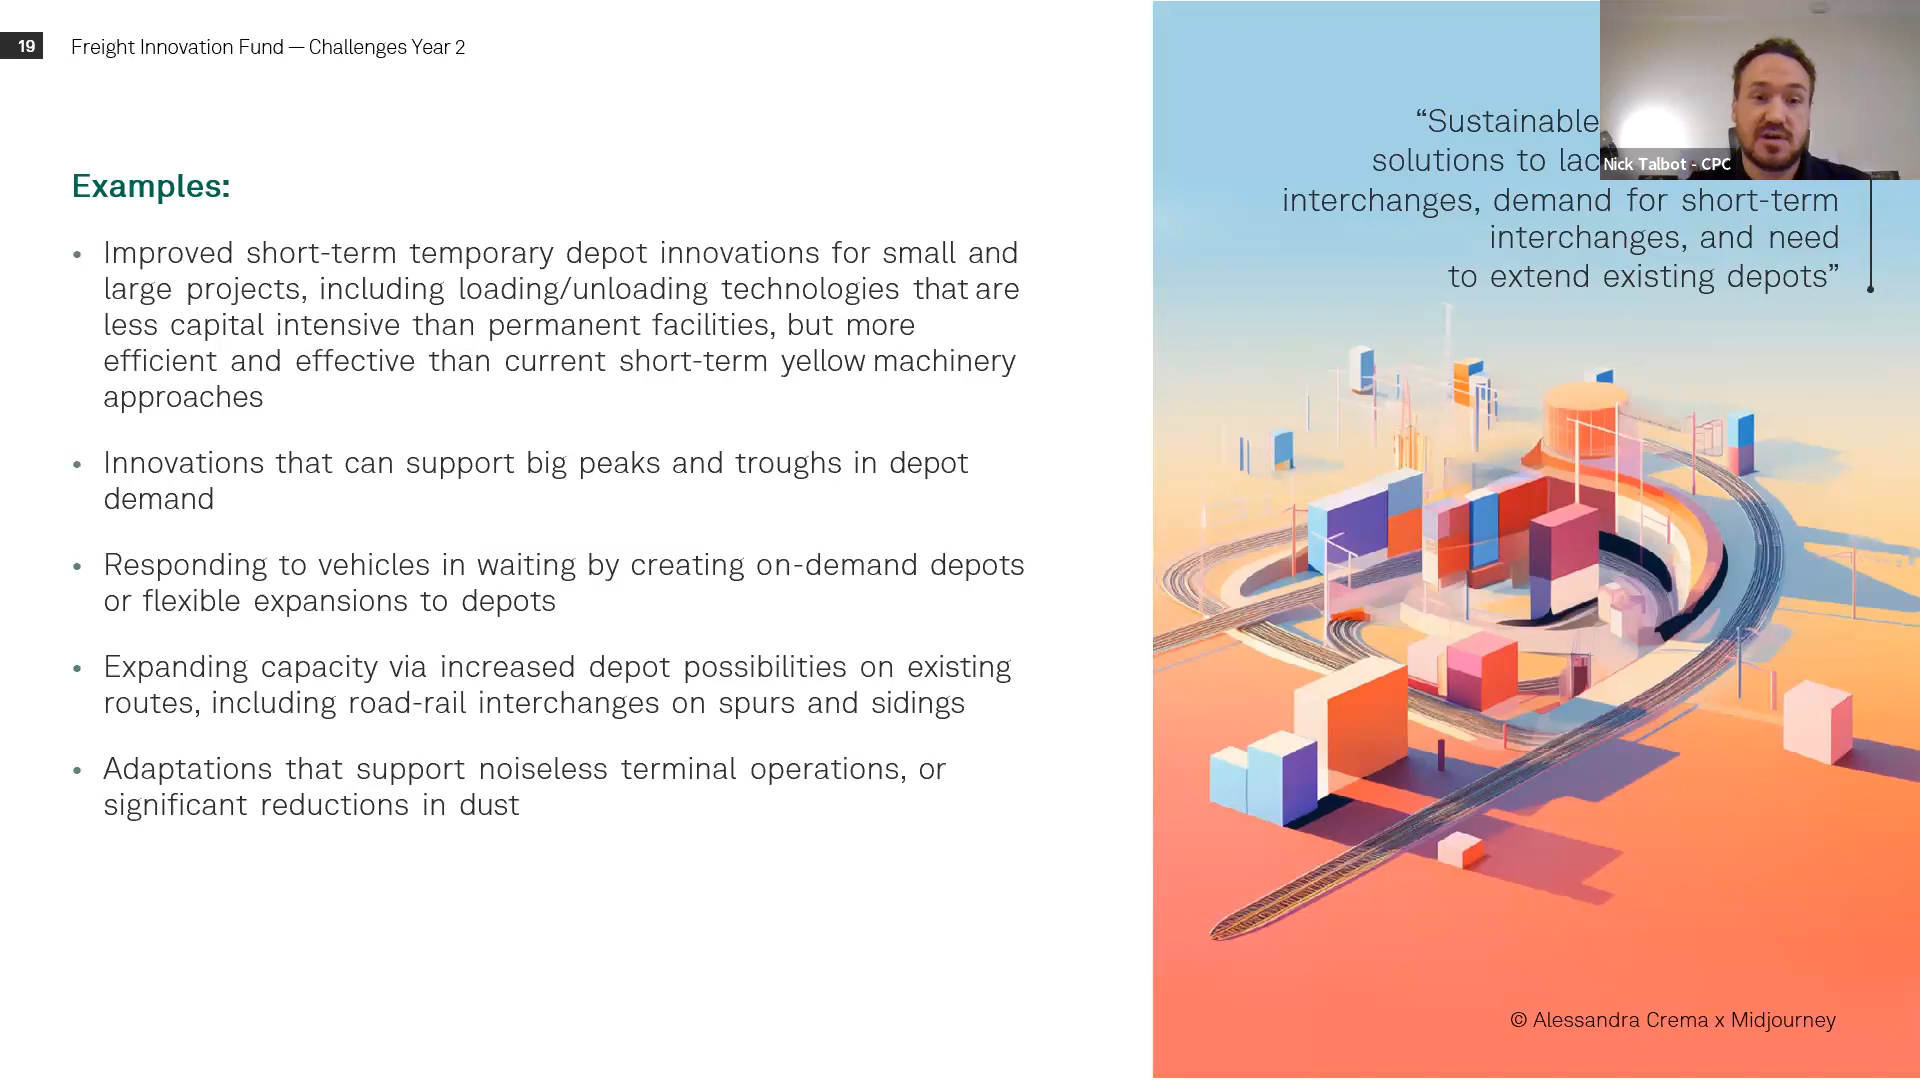 19
Freight Innovation Fund — Challenges Year 2
Examples:
• Improved short-term temporary depot innovations for small and
large projects, including loading/unloading technologies that are
less capital intensive than permanent facilities, but more
efficient and effective than current short-term yellow machinery
approaches
• Innovations that can support big peaks and troughs in depot
demand
• Responding to vehicles in waiting by creating on-demand depots
or flexible expansions to depots
• Expanding capacity via increased depot possibilities on existing
routes, including road-rail interchanges on spurs and sidings
• Adaptations that support noiseless terminal operations, or
significant reductions in dust
“Sustainable
solutions to
interchanges, demand for short-term
interchanges, and need
to extend existing depots”
Nick Talbot - CPC
© Alessandra Crema x Midjourney